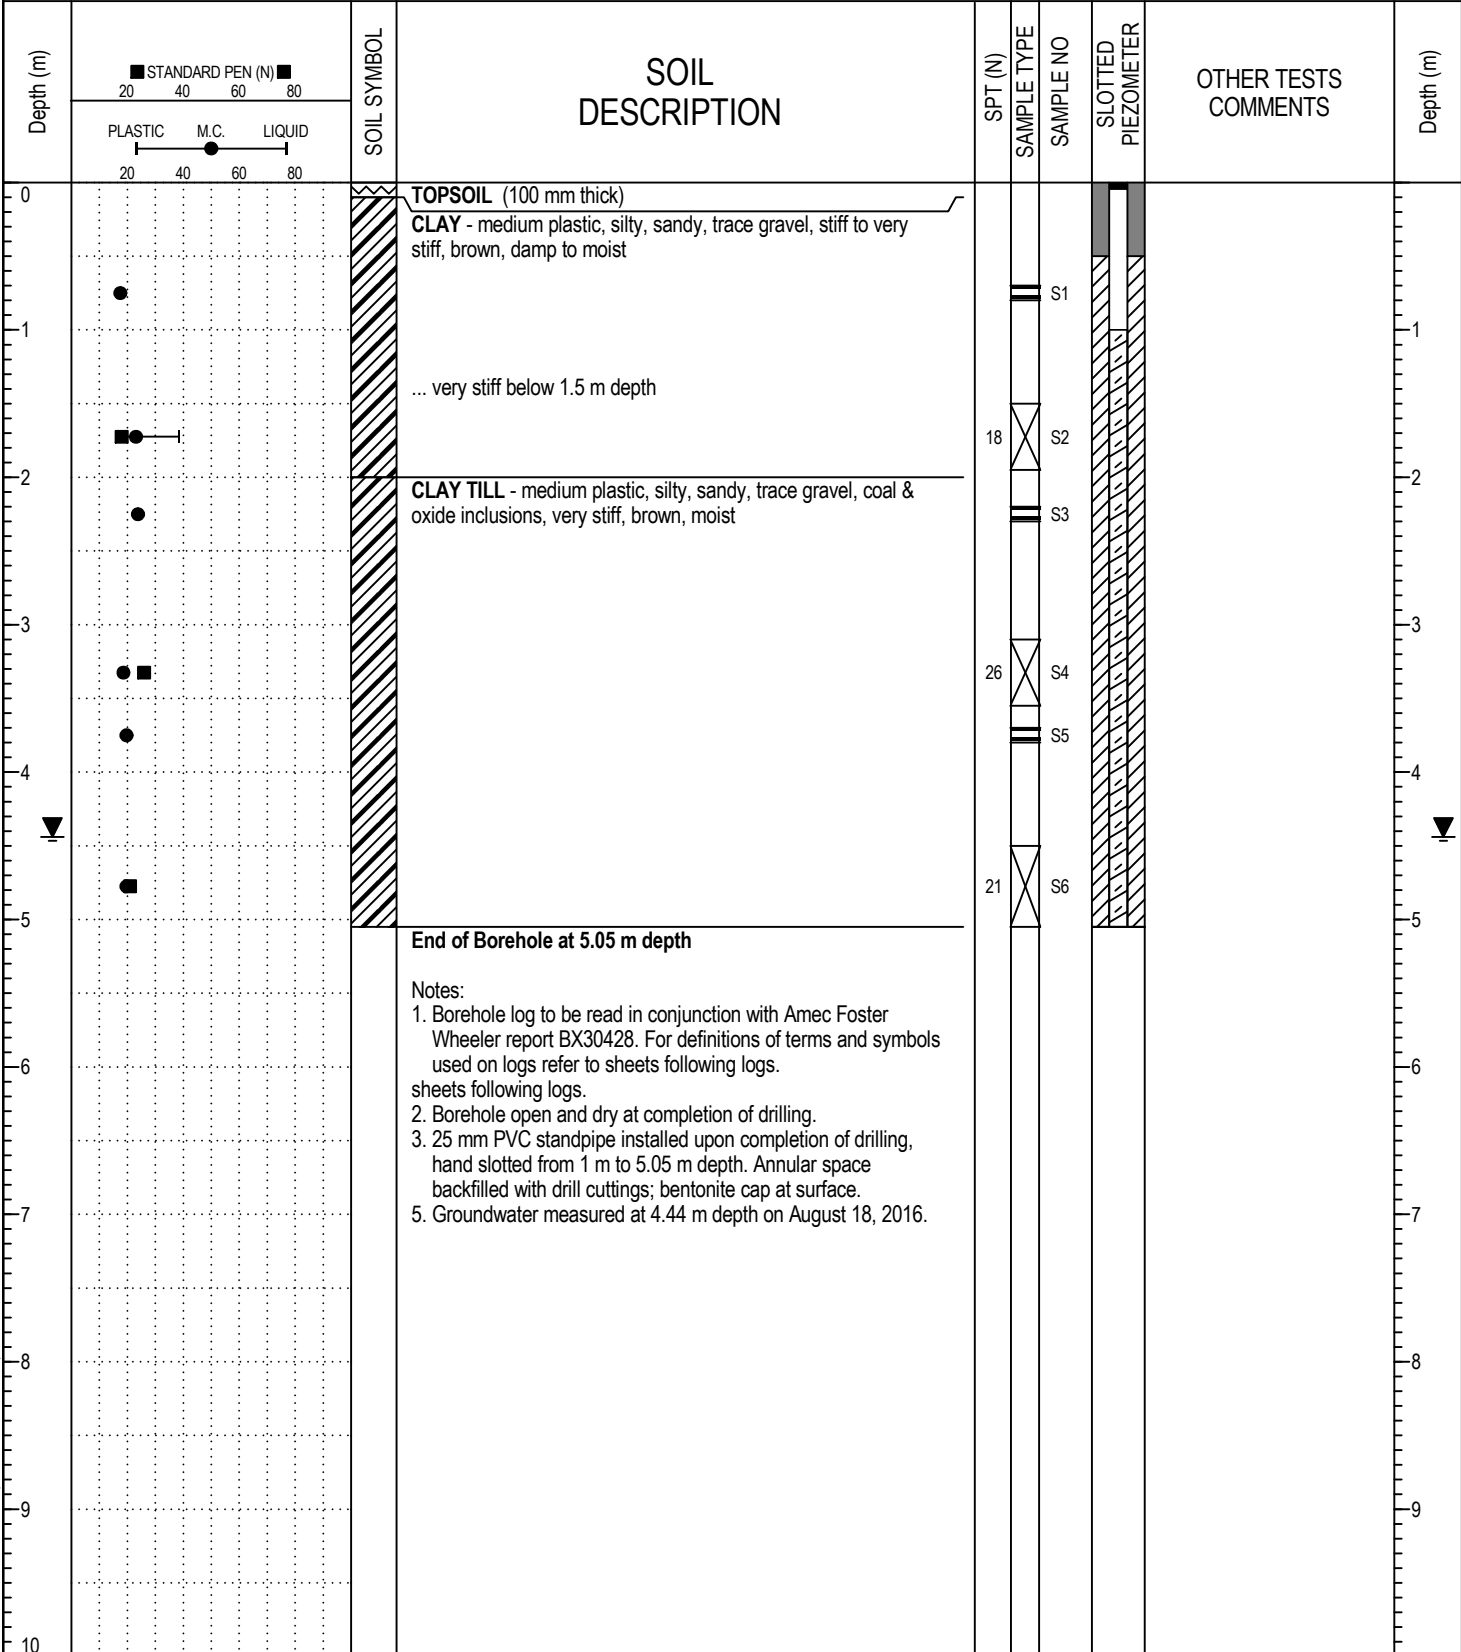 Depth (m)
■ STANDARD PEN (N) ■
20 40 60 80
PLASTIC M.C. LIQUID
20 40 60 80
SOIL SYMBOL
SOIL
DESCRIPTION
SPT (N)
SAMPLE TYPE
SAMPLE NO
SLOTTED
PIEZOMETER
OTHER TESTS
COMMENTS
Depth (m)
0
TOPSOIL (100 mm thick)
CLAY - medium plastic, silty, sandy, trace gravel, stiff to very
stiff, brown, damp to moist
S1
1 1
... very stiff below 1.5 m depth
18 S2
2 2
CLAY TILL - medium plastic, silty, sandy, trace gravel, coal &
oxide inclusions, very stiff, brown, moist
S3
3 3
26 S4
S5
4 4
21 S6
5 5
End of Borehole at 5.05 m depth
Notes:
1. Borehole log to be read in conjunction with Amec Foster
Wheeler report BX30428. For definitions of terms and symbols
used on logs refer to sheets following logs.
6 6
sheets following logs.
2. Borehole open and dry at completion of drilling.
3. 25 mm PVC standpipe installed upon completion of drilling,
hand slotted from 1 m to 5.05 m depth. Annular space
backfilled with drill cuttings; bentonite cap at surface.
7 7
5. Groundwater measured at 4.44 m depth on August 18, 2016.
8 8
9 9
10